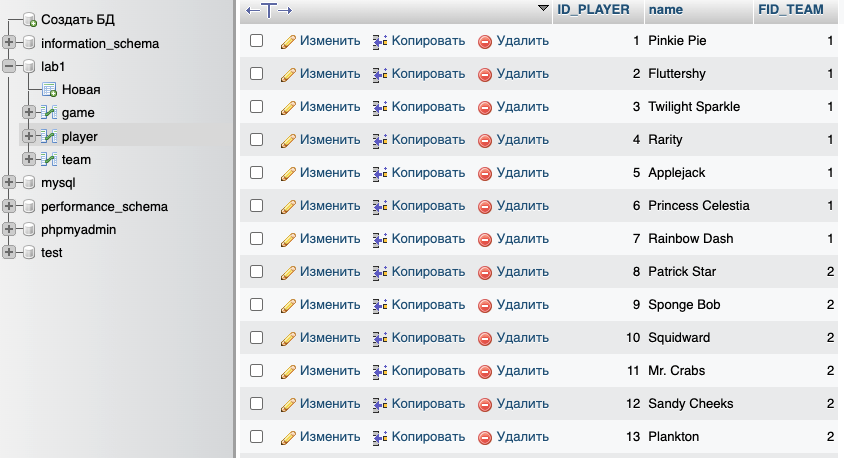 Создать БД
information_schema
lab1
Новая
game
player
team
mysql
performance_schema
phpmyadmin
test
ID_PLAYER name FID_TEAM
Изменить Копировать Удалить 1 Pinkie Pie 1
Изменить Копировать Удалить 2 Fluttershy 1
Изменить Копировать Удалить 3 Twilight Sparkle 1
Изменить Копировать Удалить 4 Rarity 1
Изменить Копировать Удалить 5 Applejack 1
Изменить Копировать Удалить 6 Princess Celestia 1
Изменить Копировать Удалить 7 Rainbow Dash 1
Изменить Копировать Удалить 8 Patrick Star 2
Изменить Копировать Удалить 9 Sponge Bob 2
Изменить Копировать Удалить 10 Squidward 2
Изменить Копировать Удалить 11 Mr. Crabs 2
Изменить Копировать Удалить 12 Sandy Cheeks 2
Изменить Копировать Удалить 13 Plankton 2